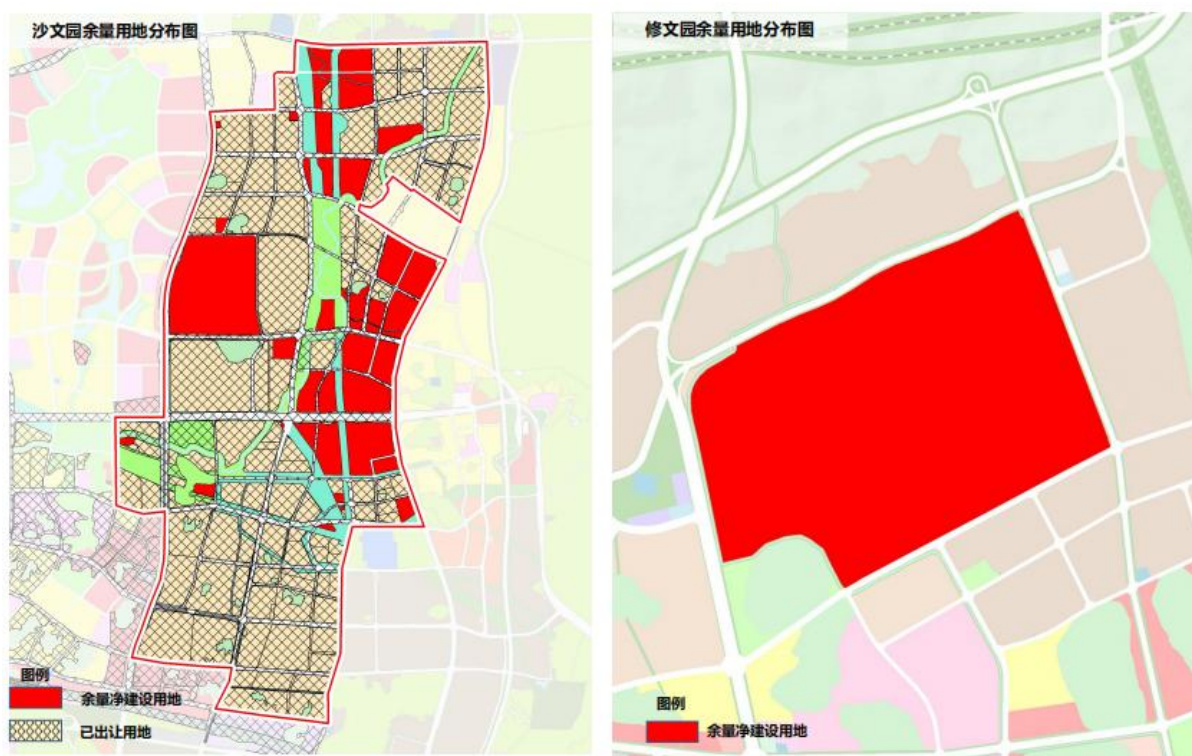 沙文园余量用地分布图
图例
余量净建设用地
已出让用地
修文园余量用地分布图
图例
余量净建设用地